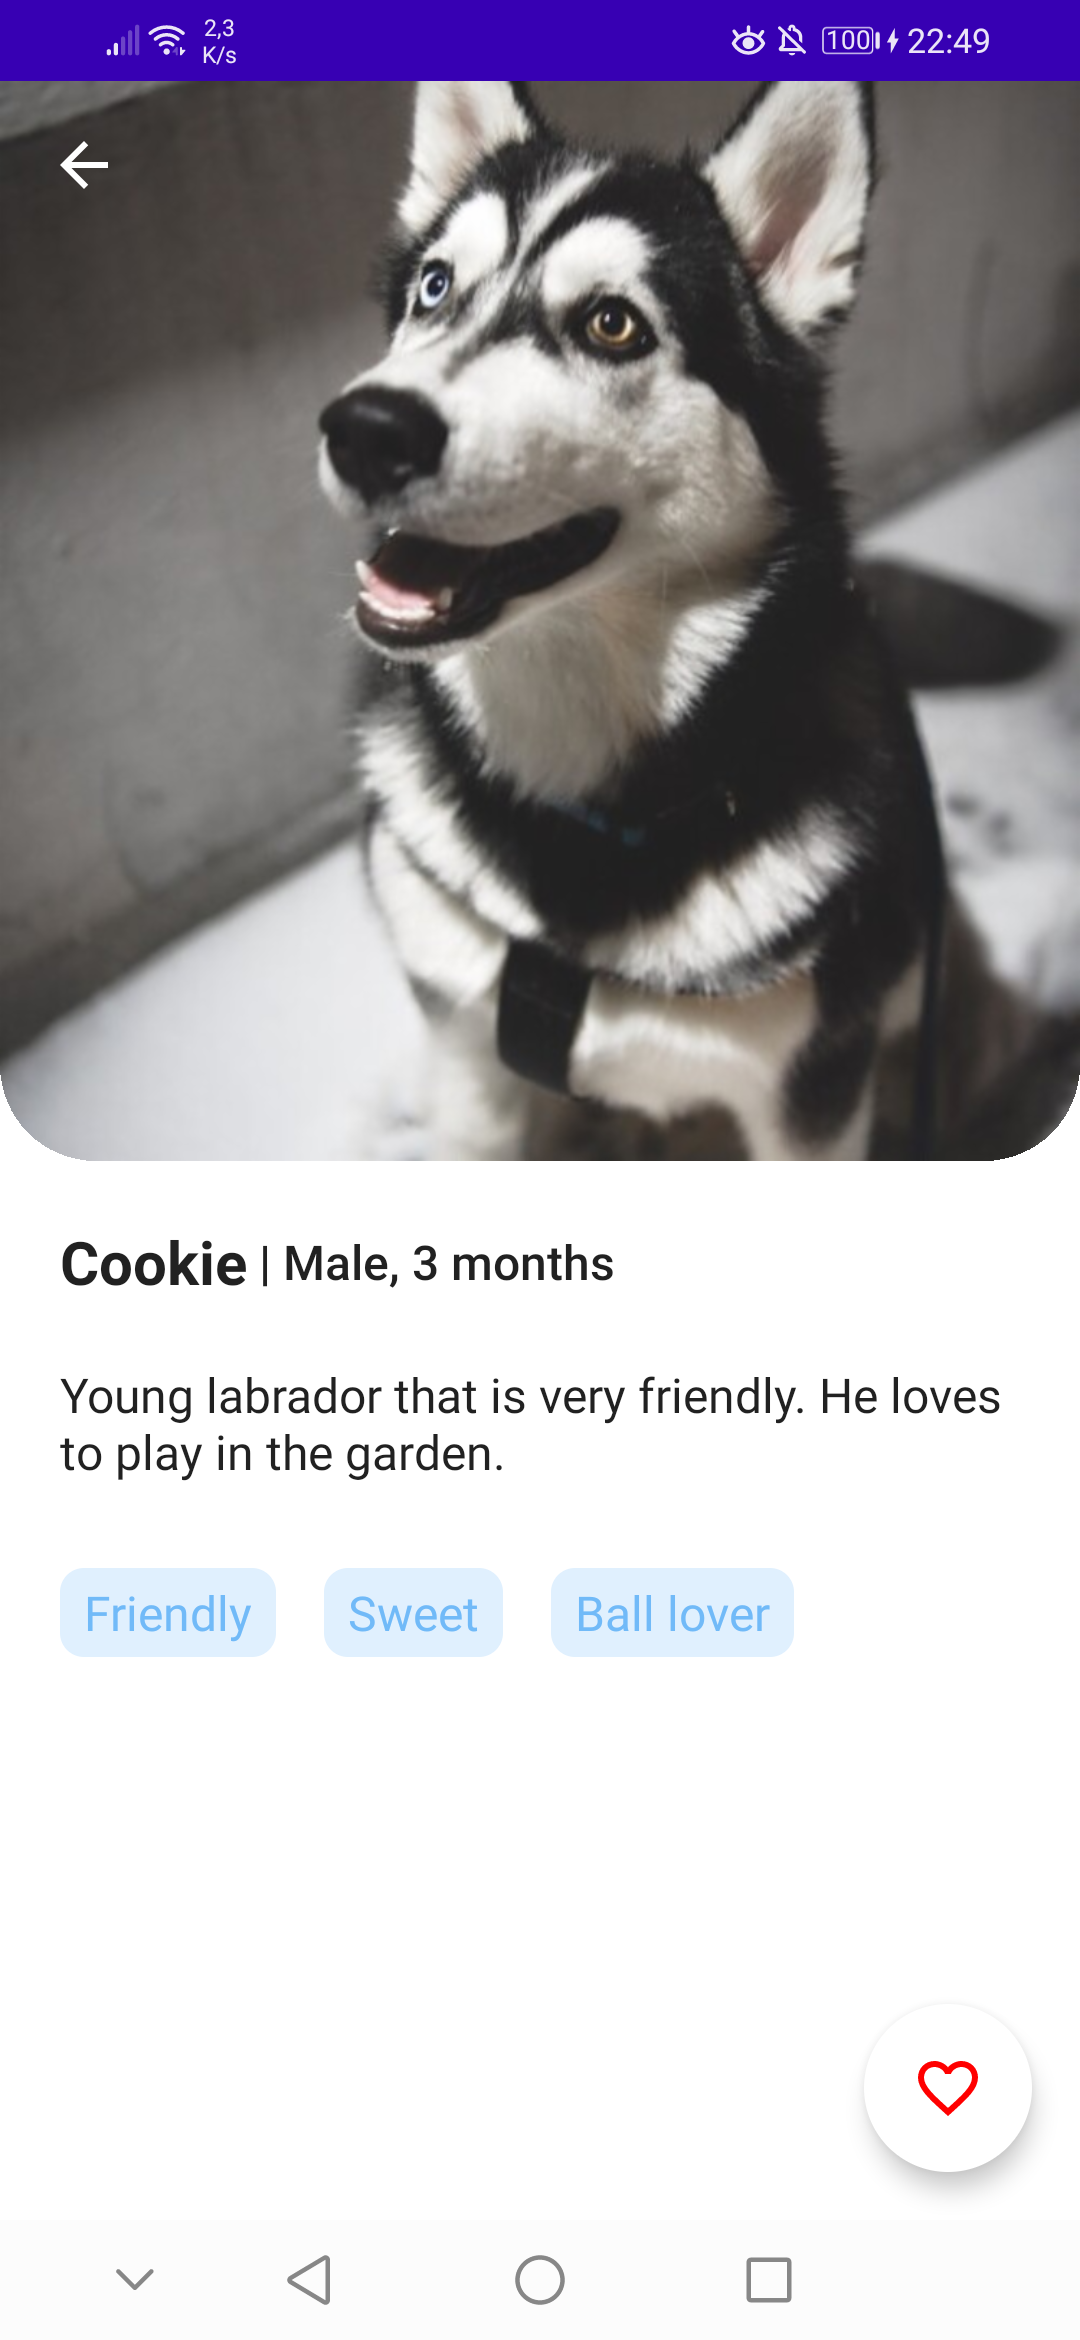 2,3
K/s
100
22:49
Cookie | Male, 3 months
Young labrador that is very friendly. He loves
to play in the garden.
Friendly Sweet Ball lover